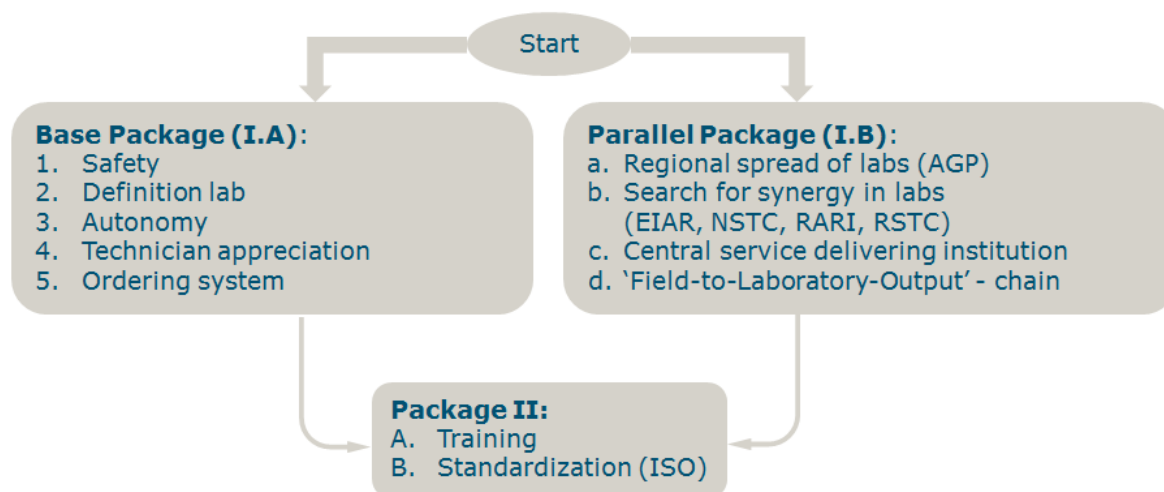 Start
Base Package (I.A):
1. Safety
2. Definition lab
3. Autonomy
4. Technician appreciation
5. Ordering system
Parallel Package (I.B):
a. Regional spread of labs (AGP)
b. Search for synergy in labs
(EIAR, NSTC, RARI, RSTC)
c. Central service delivering institution
d. ‘Field-to-Laboratory-Output’ - chain
Package II:
A. Training
B. Standardization (ISO)